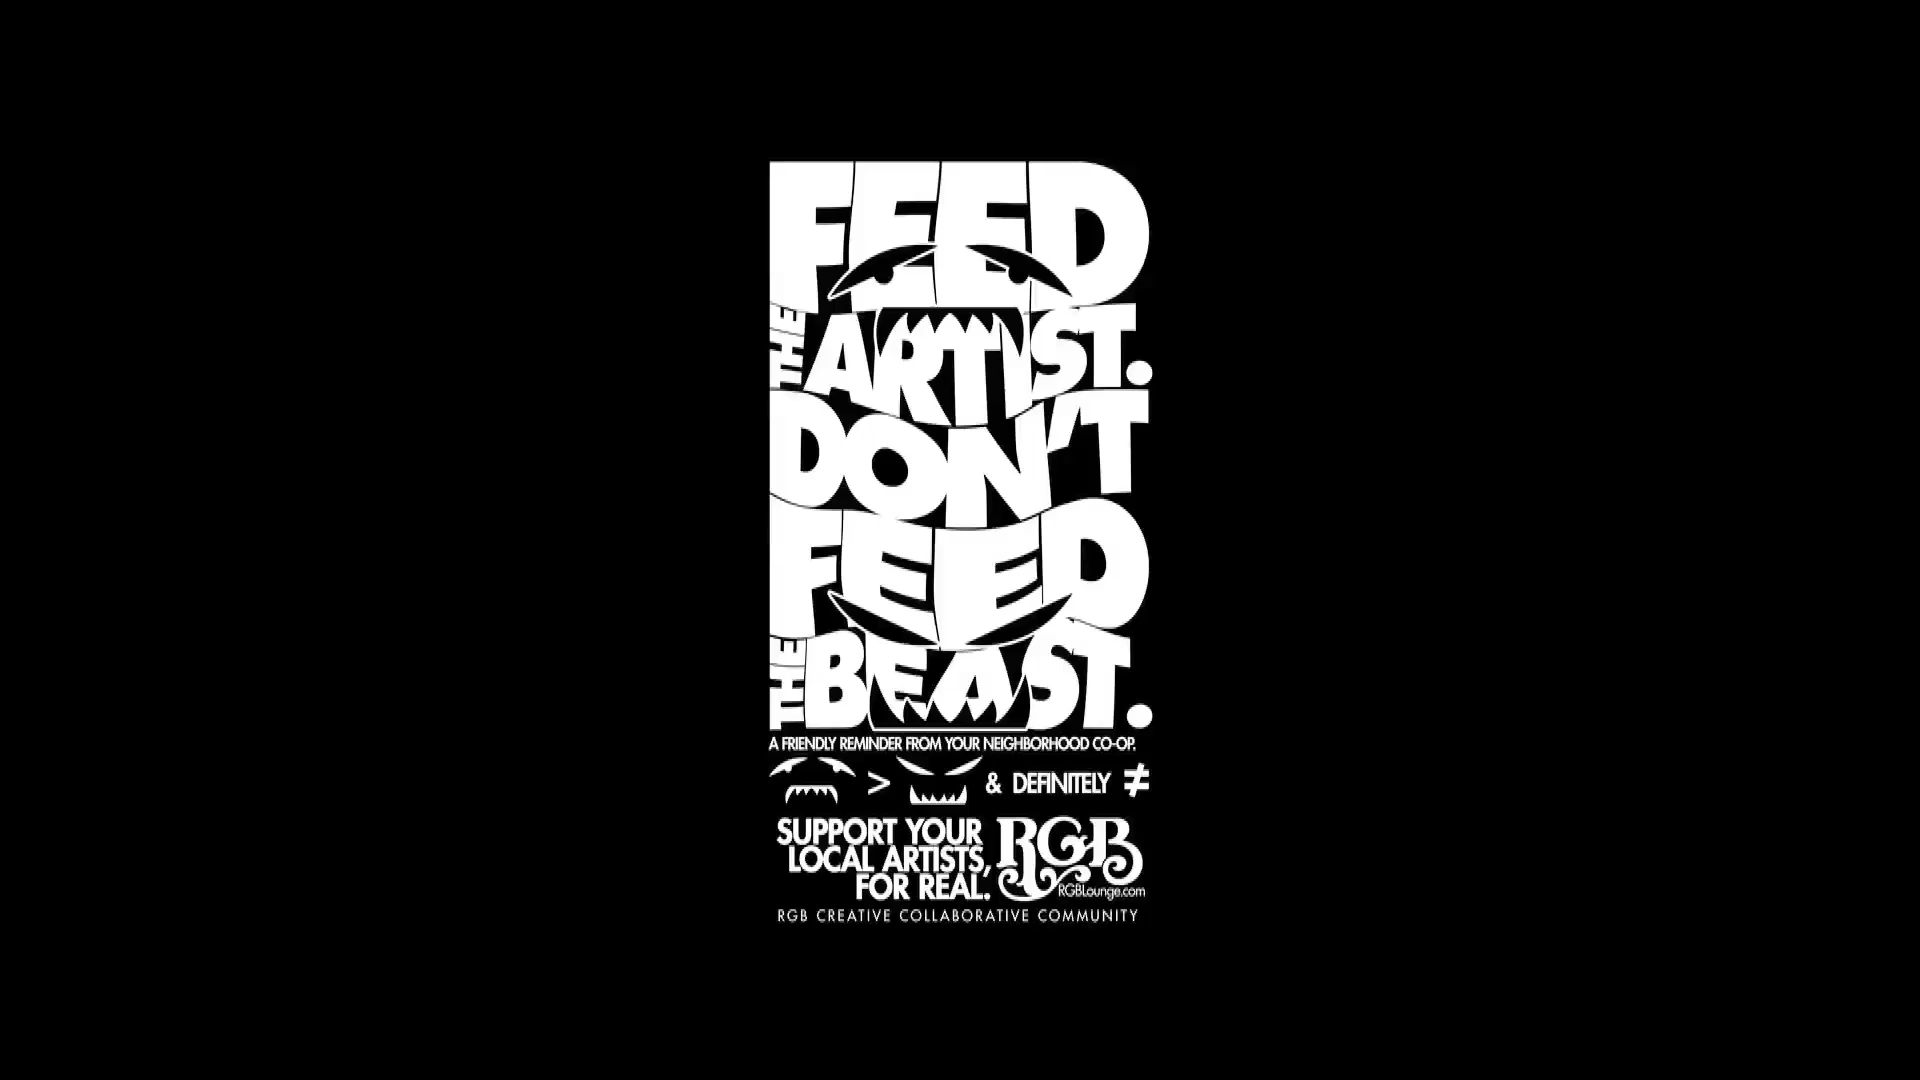 FEED
THE ARTIST.
DON'T
FEED
THE BEAST.
A FRIENDLY REMINDER FROM YOUR NEIGHBORHOOD CO-OP.
> & DEFINITELY ≠
SUPPORT YOUR
LOCAL ARTISTS,
FOR REAL.
RGB
RGBLounge.com
RGB CREATIVE COLLABORATIVE COMMUNITY